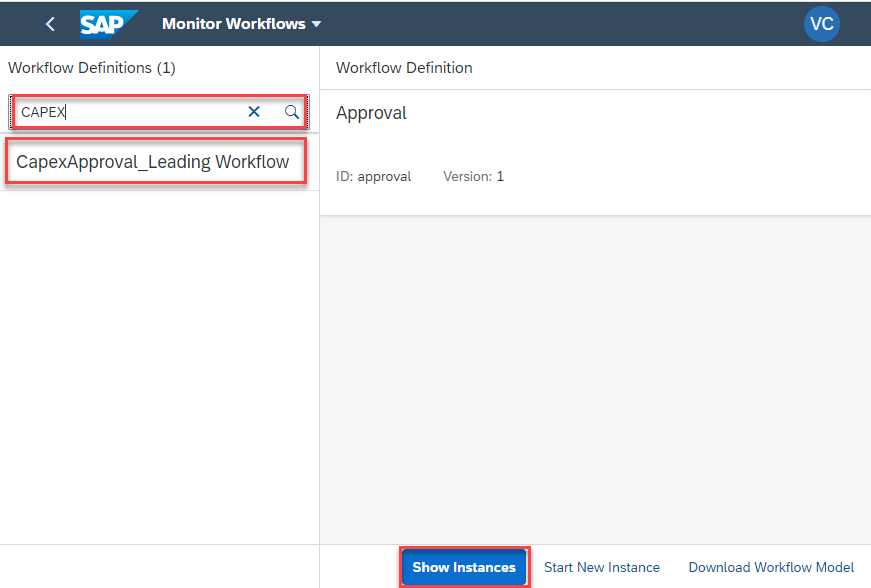 SAP Monitor Workflows VC
Workflow Definitions (1)
CAPEX
CapexApproval_Leading Workflow
Workflow Definition
Approval
ID: approval Version: 1
Show Instances Start New Instance Download Workflow Model